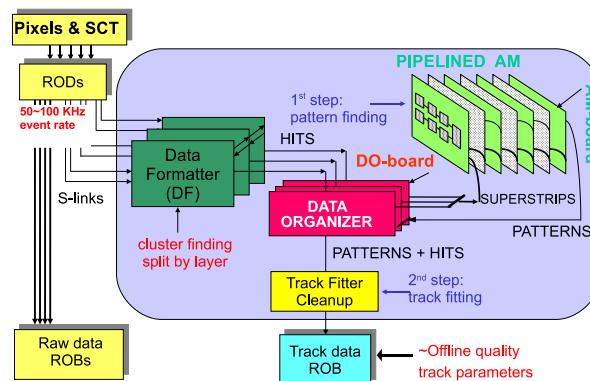 Pixels & SCT
PIPELINED AM
RODs
50~100 KHz
event rate
1st step:
pattern finding
HITS
DO-board
Data
Formatter
(DF)
S-links
SUPERSTRIPS
DATA
ORGANIZER
PATTERNS
cluster finding
split by layer
PATTERNS + HITS
Track Fitter
Cleanup
2nd step:
track fitting
Raw data
ROBs
Track data
ROB
~Offline quality
track parameters